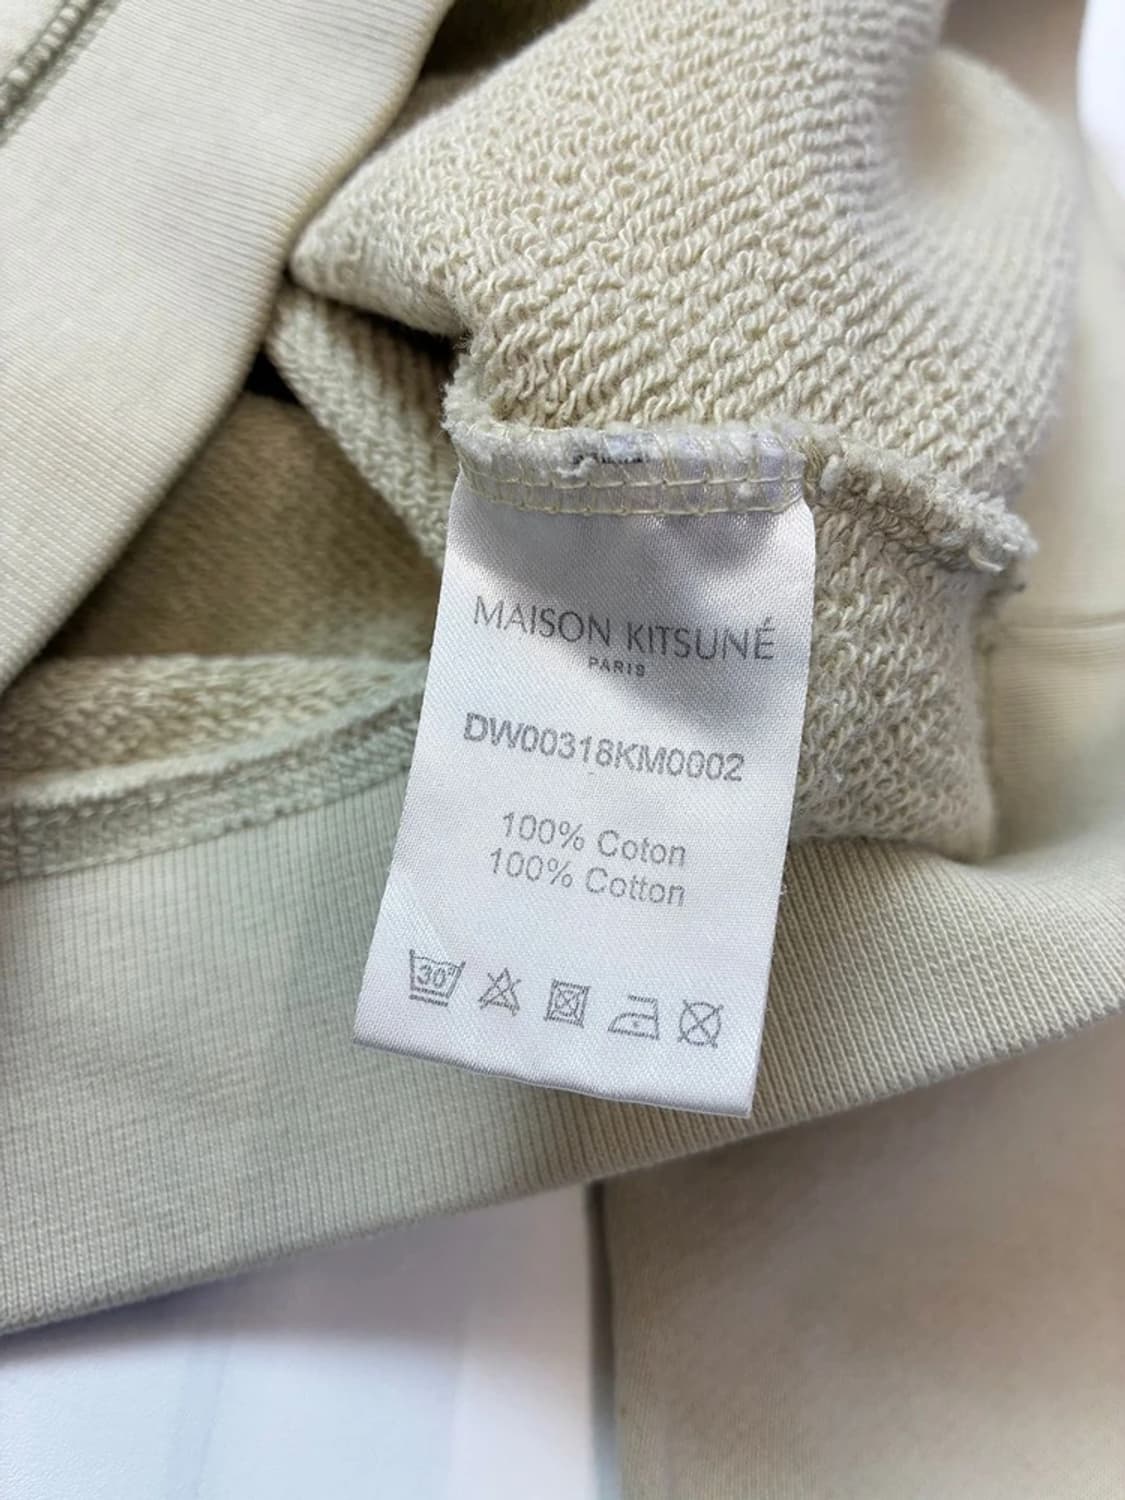 MAISON KITSUNÉ
PARIS
DW00318KM0002
100% Coton
100% Cotton
30°